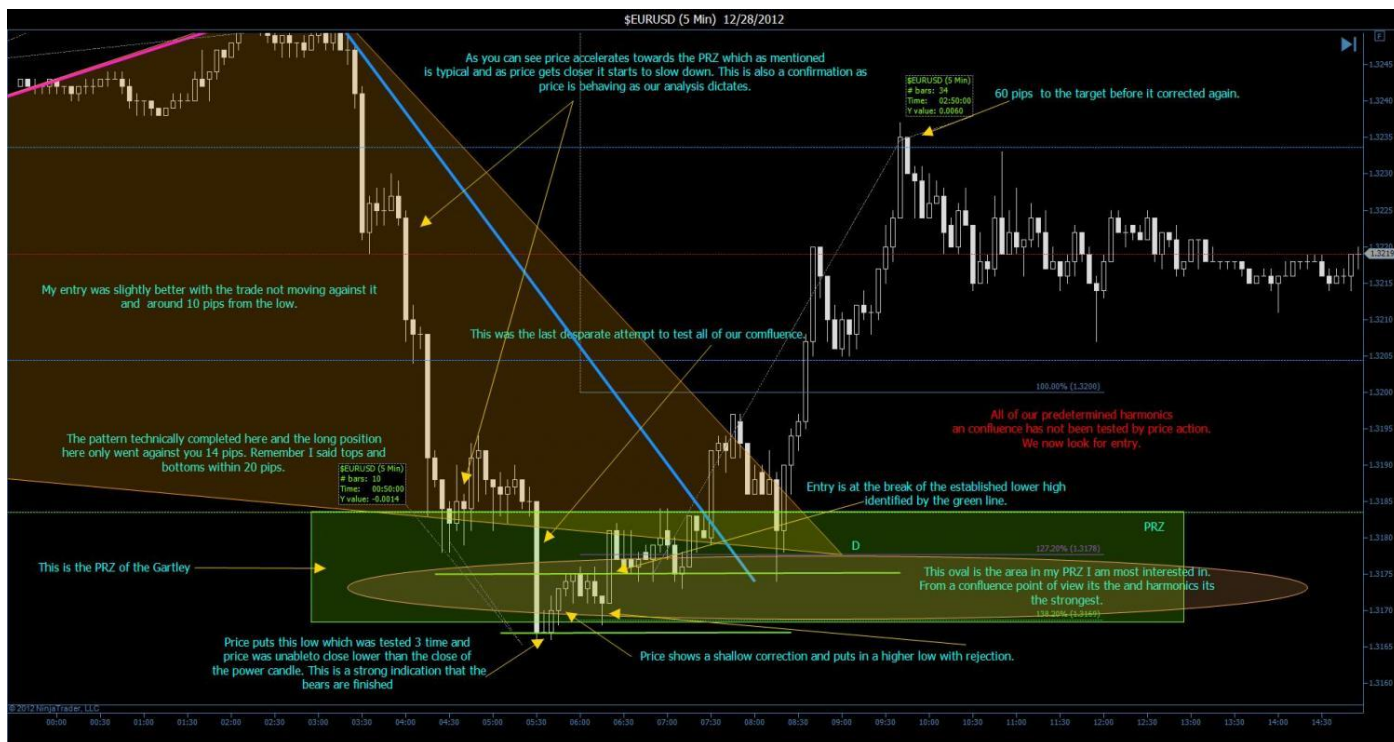 $EURUSD (5 Min) 12/28/2012
F
As you can see price accelerates towards the PRZ which as mentioned
is typical and as price gets closer it starts to slow down. This is also a confirmation as
price is behaving as our analysis dictates.
$EURUSD (5 Min)
# bars: 34
Time: 02:50:00
Y value: 0.0060
60 pips to the target before it corrected again.
My entry was slightly better with the trade not moving against it
and around 10 pips from the low.
This was the last desparate attempt to test all of our comfluence.
100.00% (1.3200)
All of our predetermined harmonics
an confluence has not been tested by price action.
We now look for entry.
The pattern technically completed here and the long position
here only went against you 14 pips. Remember I said tops and
bottoms within 20 pips.
$EURUSD (5 Min)
# bars: 10
Time: 00:50:00
Y value: -0.0014
Entry is at the break of the established lower high
identified by the green line.
PRZ
D
127.20% (1.3178)
This is the PRZ of the Gartley
This oval is the area in my PRZ I am most interested in.
From a confluence point of view its the and harmonics its
the strongest.
138.20% (1.3169)
Price puts this low which was tested 3 time and
price was unableto close lower than the close of
the power candle. This is a strong indication that the
bears are finished
Price shows a shallow correction and puts in a higher low with rejection.
1.3245
1.3240
1.3235
1.3230
1.3225
1.3219
1.3215
1.3210
1.3205
1.3200
1.3195
1.3190
1.3185
1.3180
1.3175
1.3170
1.3165
1.3160
© 2012 NinjaTrader, LLC
00:00 00:30 01:00 01:30 02:00 02:30 03:00 03:30 04:00 04:30 05:00 05:30 06:00 06:30 07:00 07:30 08:00 08:30 09:00 09:30 10:00 10:30 11:00 11:30 12:00 12:30 13:00 13:30 14:00 14:30